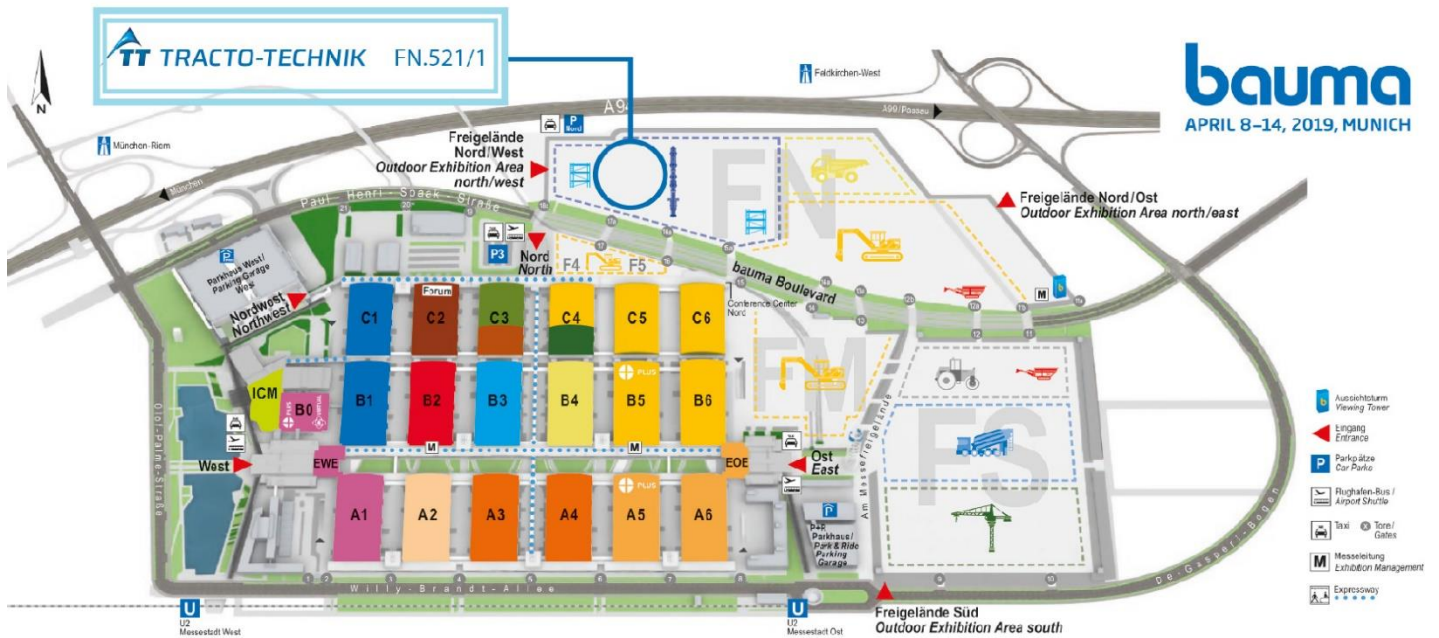 TT TRACTO-TECHNIK FN.521/1
bauma
APRIL 8–14, 2019, MUNICH
N
Feldkirchen-West
München-Riem
A94
A99/Passau
München
P
Nord
Freigelände
Nord/West
Outdoor Exhibition Area
north/west
Freigelände Nord/Ost
Outdoor Exhibition Area north/east
Paul-Henri-Spaak-Straße
FN
P3
Nord
North
F4
F5
bauma Boulevard
Parkhaus West/
Parking Garage
West
Nordwest
Northwest
Forum
C1
C2
C3
C4
C5
C6
Conference Center
Nord
FM
M
b
ICM
B0
PLUS
VIRTUAL
B1
B2
B3
B4
B5
PLUS
B6
M
M
West
EWE
EOE
Ost
East
Taxi
A1
A2
A3
A4
A5
PLUS
A6
P
P+R
Parkhaus/
Park & Ride
Parking
Garage
Am Messefreigelände
FS
Olof-Palme-Straße
Willy-Brandt-Allee
De-Gasperi-Bogen
U
U2
Messestadt West
U
U2
Messestadt Ost
Freigelände Süd
Outdoor Exhibition Area south
b
Aussichtsturm
Viewing Tower
Eingang
Entrance
P
Parkplätze
Car Parks
Flughafen-Bus /
Airport Shuttle
Taxi
Tore/
Gates
M
Messeleitung
Exhibition Management
Expressway